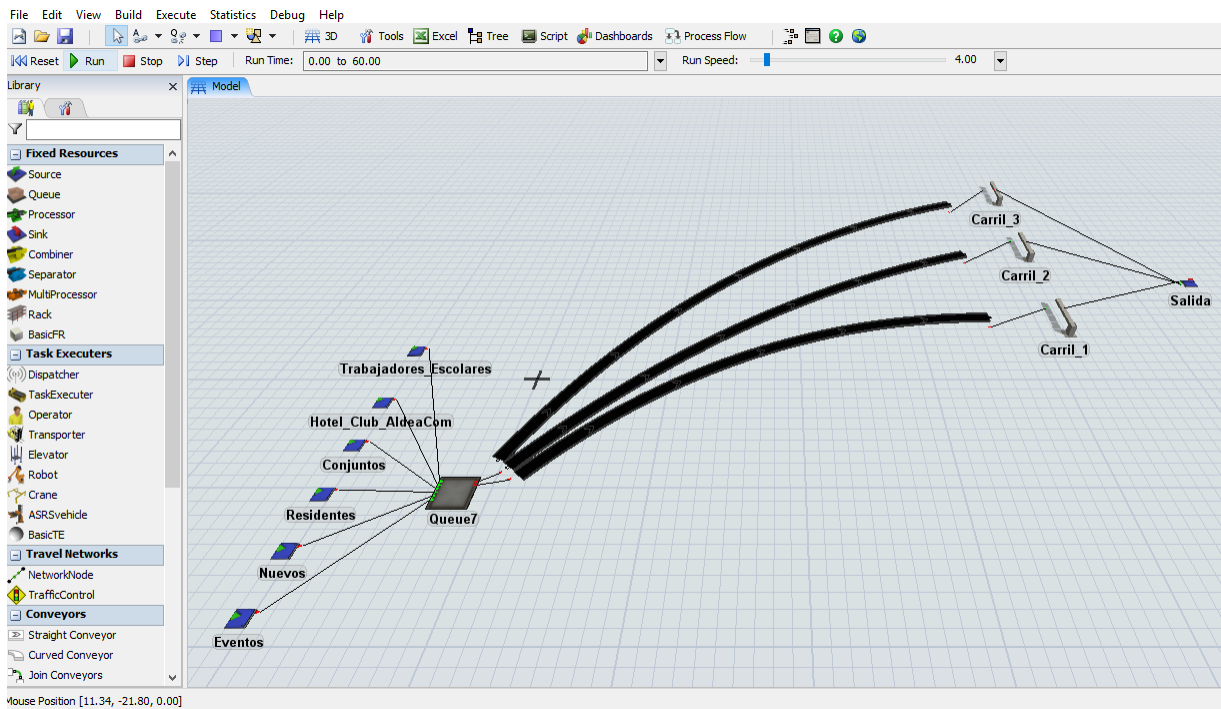 File Edit View Build Execute Statistics Debug Help
3D Tools Excel Tree Script Dashboards Process Flow
Reset Run Stop Step Run Time: 0.00 to 60.00 Run Speed: 4.00
Library
Model
Fixed Resources
Source
Queue
Processor
Sink
Combiner
Separator
MultiProcessor
Rack
BasicFR
Task Executers
Dispatcher
TaskExecuter
Operator
Transporter
Elevator
Robot
Crane
ASRSvehicle
BasicTE
Travel Networks
NetworkNode
TrafficControl
Conveyors
Straight Conveyor
Curved Conveyor
Join Conveyors
Carril_3
Carril_2
Salida
Carril_1
Trabajadores_Escolares
Hotel_Club_AldeaCom
Conjuntos
Residentes
Queue7
Nuevos
Eventos
Mouse Position [11.34, -21.80, 0.00]